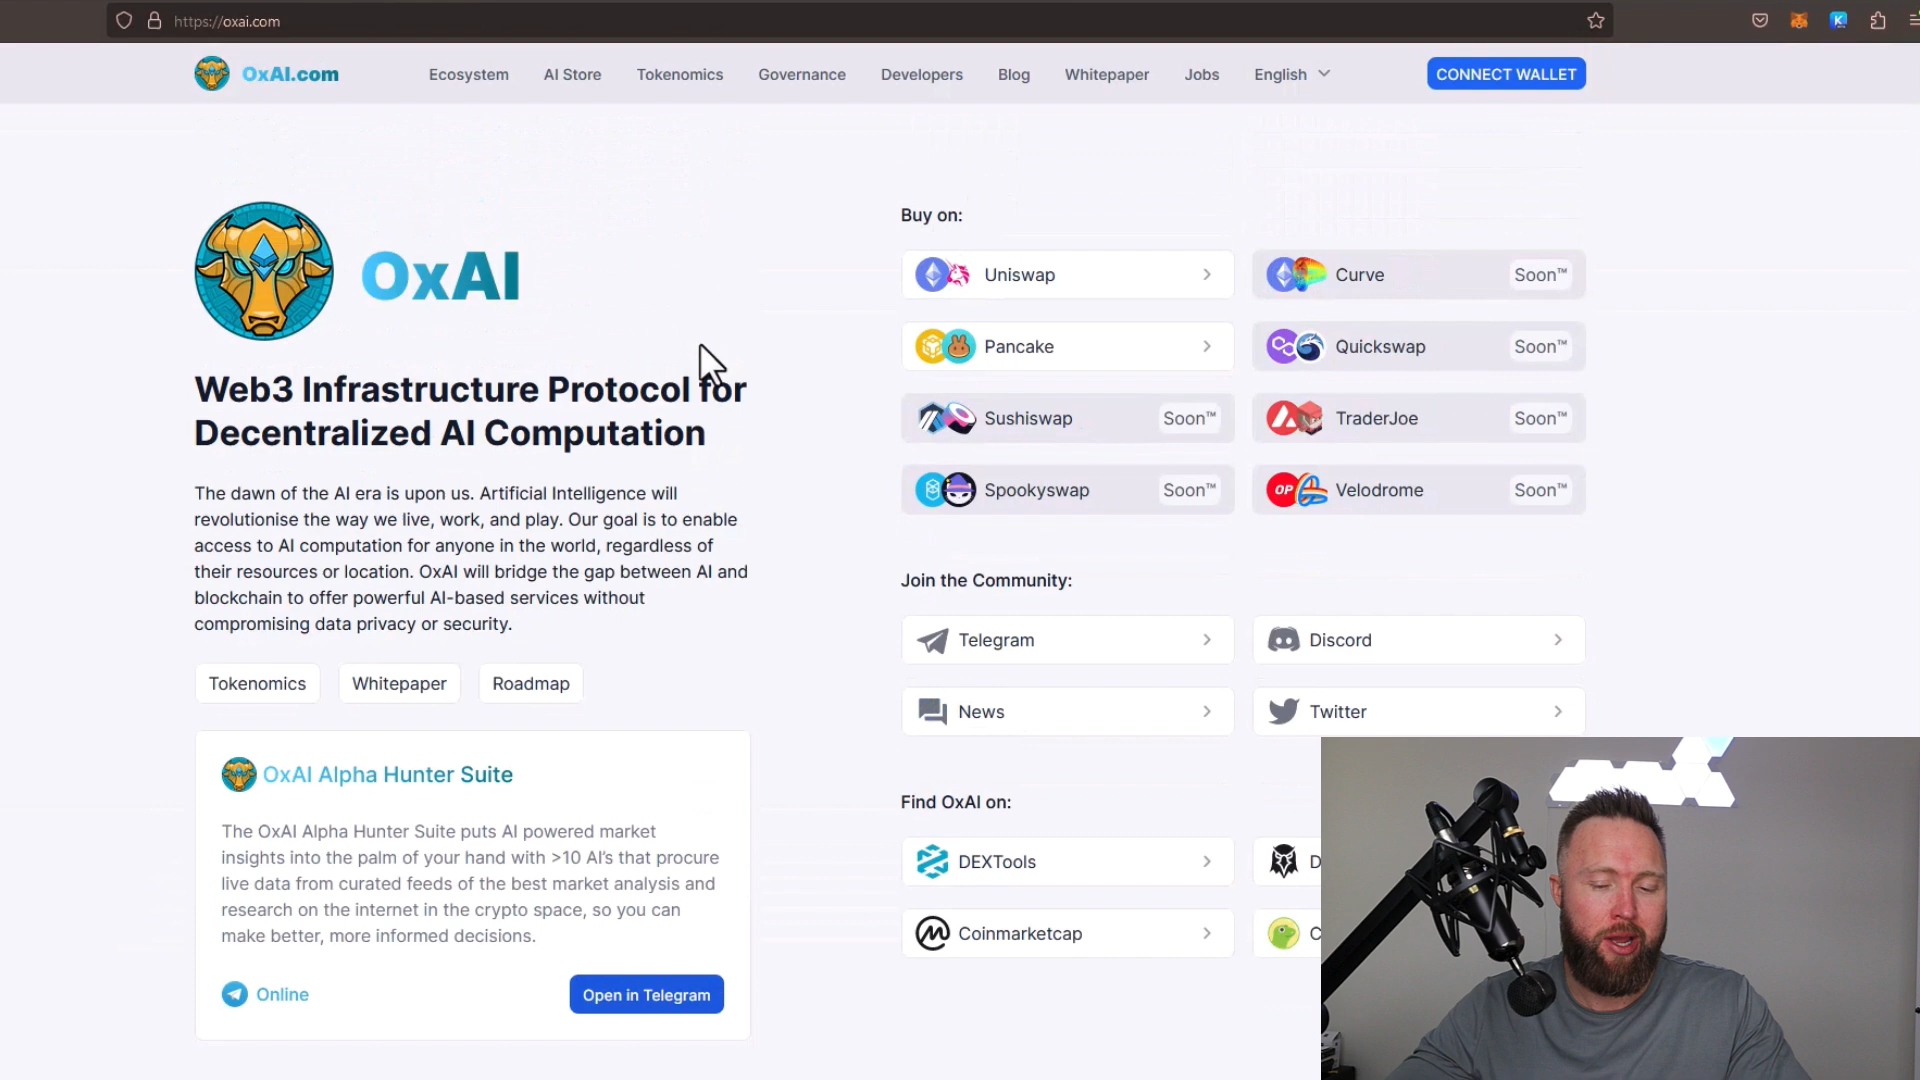 https://oxai.com
OxAI.com
Ecosystem
AI Store
Tokenomics
Governance
Developers
Blog
Whitepaper
Jobs
English
CONNECT WALLET
OxAI
Web3 Infrastructure Protocol for
Decentralized AI Computation
The dawn of the AI era is upon us. Artificial Intelligence will
revolutionise the way we live, work, and play. Our goal is to enable
access to AI computation for anyone in the world, regardless of
their resources or location. OxAI will bridge the gap between AI and
blockchain to offer powerful AI-based services without
compromising data privacy or security.
Tokenomics
Whitepaper
Roadmap
OxAI Alpha Hunter Suite
The OxAI Alpha Hunter Suite puts AI powered market
insights into the palm of your hand with >10 AI's that procure
live data from curated feeds of the best market analysis and
research on the internet in the crypto space, so you can
make better, more informed decisions.
Online
Open in Telegram
Buy on:
Uniswap
Curve
Soon™
Pancake
Quickswap
Soon™
Sushiswap
Soon™
TraderJoe
Soon™
Spookyswap
Soon™
OP
Velodrome
Soon™
Join the Community:
Telegram
Discord
News
Twitter
Find OxAI on:
DEXTools
D
Coinmarketcap
C